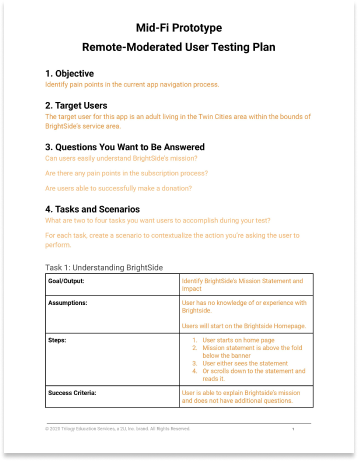 Mid-Fi Prototype
Remote-Moderated User Testing Plan
1. Objective
Identify pain points in the current app navigation process.
2. Target Users
The target user for this app is an adult living in the Twin Cities area within the bounds of
BrightSide's service area.
3. Questions You Want to Be Answered
Can users easily understand BrightSide's mission?
Are there any pain points in the subscription process?
Are users able to successfully make a donation?
4. Tasks and Scenarios
What are two to four tasks you want users to accomplish during your test?
For each task, create a scenario to contextualize the action you're asking the user to
perform.
Task 1: Understanding BrightSide
Goal/Output:
Identify BrightSide's Mission Statement and
Impact
Assumptions:
User has no knowledge of or experience with
Brightside.
Users will start on the Brightside Homepage.
Steps:
1. User starts on home page
2. Mission statement is above the fold
below the banner
3. User either sees the statement
4. Or scrolls down to the statement and
reads it.
Success Criteria:
User is able to explain Brightside's mission
and does not have additional questions.
© 2020 Trilogy Education Services, a 2U, Inc. brand. All Rights Reserved.
1